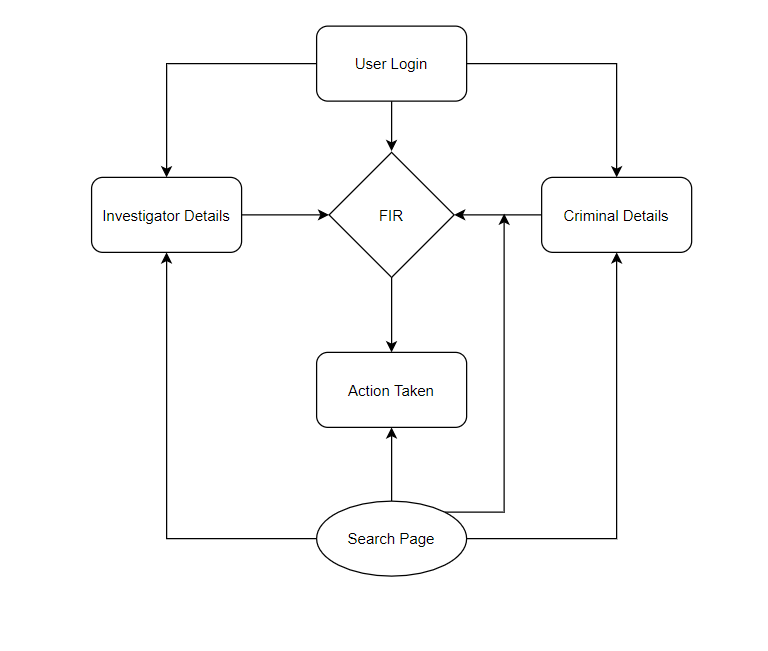 User Login
Investigator Details
FIR
Criminal Details
Action Taken
Search Page